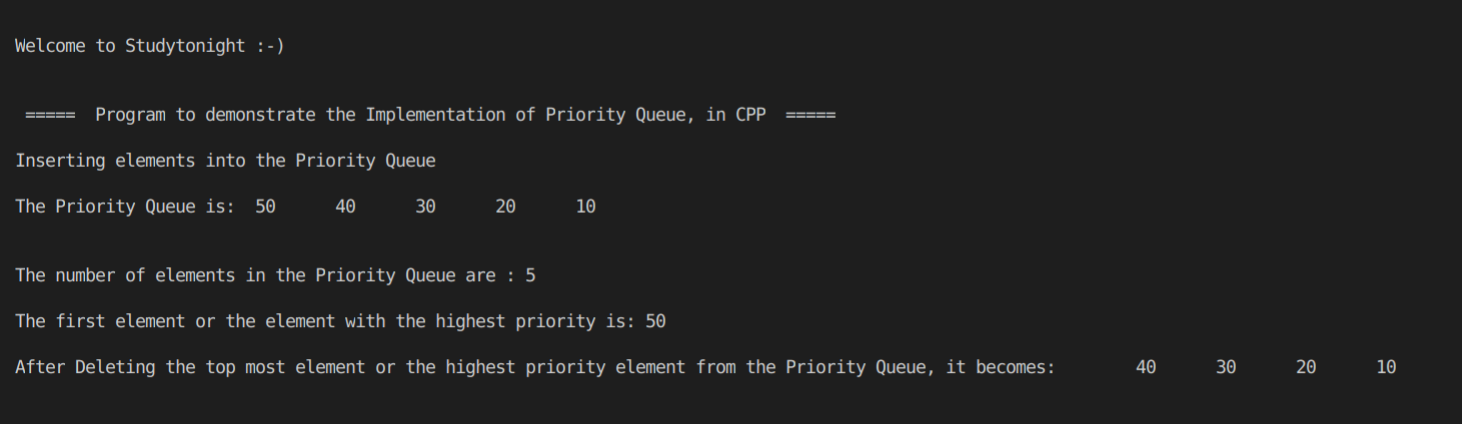 Welcome to Studytonight :-)
===== Program to demonstrate the Implementation of Priority Queue, in CPP =====
Inserting elements into the Priority Queue
The Priority Queue is: 50 40 30 20 10
The number of elements in the Priority Queue are : 5
The first element or the element with the highest priority is: 50
After Deleting the top most element or the highest priority element from the Priority Queue, it becomes: 40 30 20 10